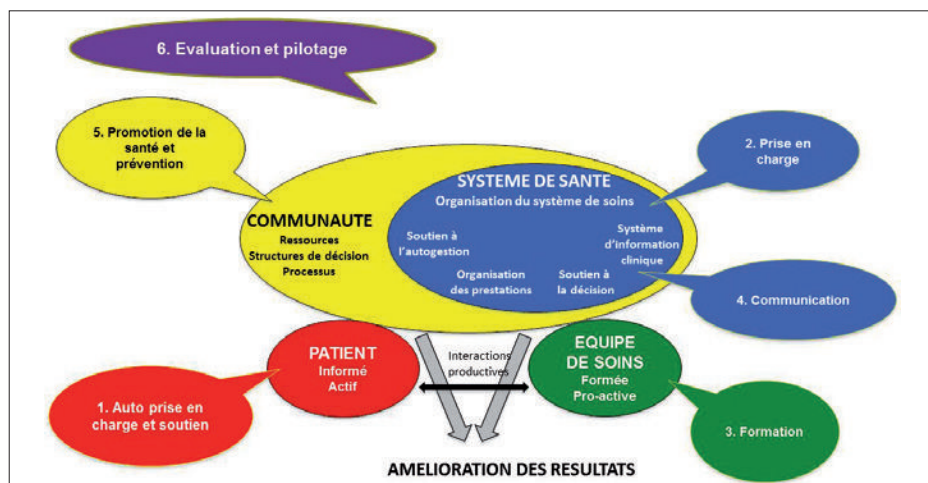 6. Evaluation et pilotage
5. Promotion de la
santé et
prévention
2. Prise en
charge
SYSTEME DE SANTE
Organisation du système de soins
COMMUNAUTE
Ressources
Structures de décision
Processus
Soutien à
l'autogestion
Système
d'information
clinique
Organisation
des prestations
Soutien à
la décision
4. Communication
PATIENT
Informé
Actif
Interactions
productives
EQUIPE
DE SOINS
Formée
Pro-active
1. Auto prise en
charge et soutien
3. Formation
AMELIORATION DES RESULTATS